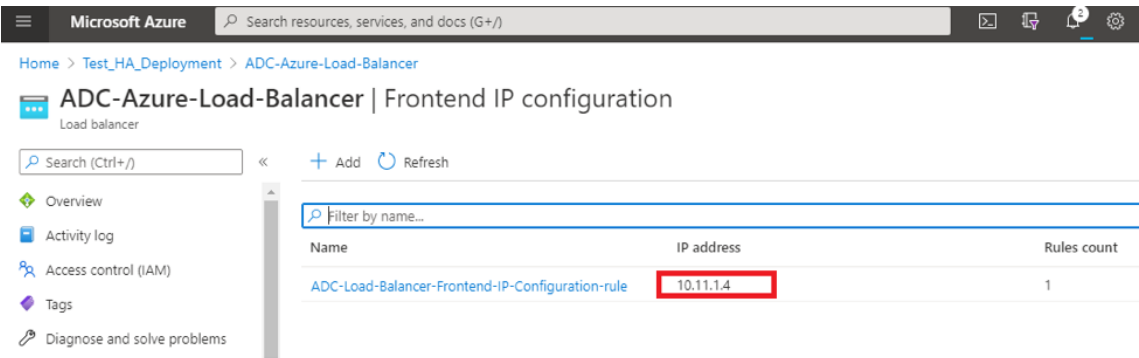 Microsoft Azure Search resources, services, and docs (G+/) 2
Home > Test_HA_Deployment > ADC-Azure-Load-Balancer
ADC-Azure-Load-Balancer | Frontend IP configuration
Load balancer
Search (Ctrl+/) « + Add Refresh
Overview
Filter by name...
Activity log
Name IP address Rules count
Access control (IAM)
ADC-Load-Balancer-Frontend-IP-Configuration-rule 10.11.1.4 1
Tags
Diagnose and solve problems